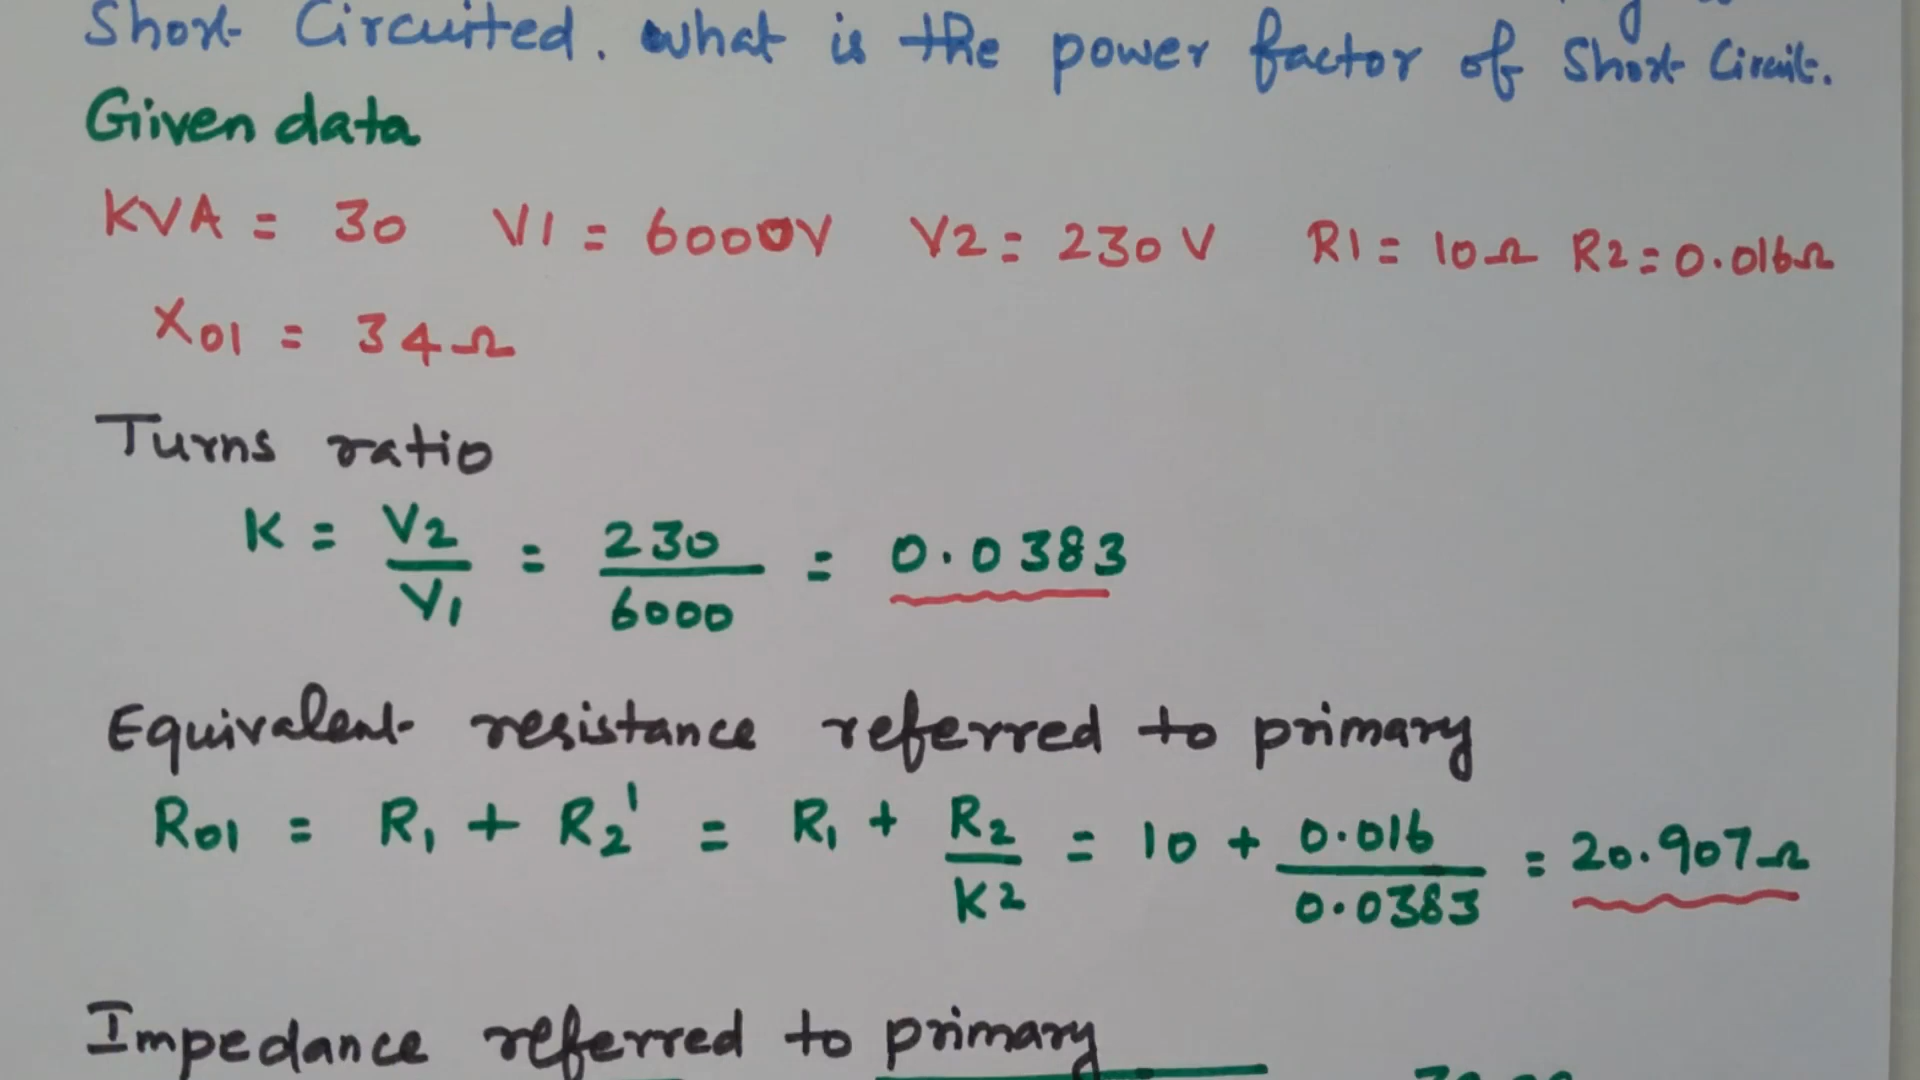 Short Circuited. what is the power factor of Short Circuit.
Given data
KVA = 30 V1 = 6000V V2 = 230V R1 = 10Ω R2 = 0.016Ω
X01 = 34Ω
Turns ratio
K = V2/V1 = 230/6000 = 0.0383
Equivalent resistance referred to primary
R01 = R1 + R2' = R1 + R2/K2 = 10 + 0.016/0.0383 = 20.907Ω
Impedance referred to primary